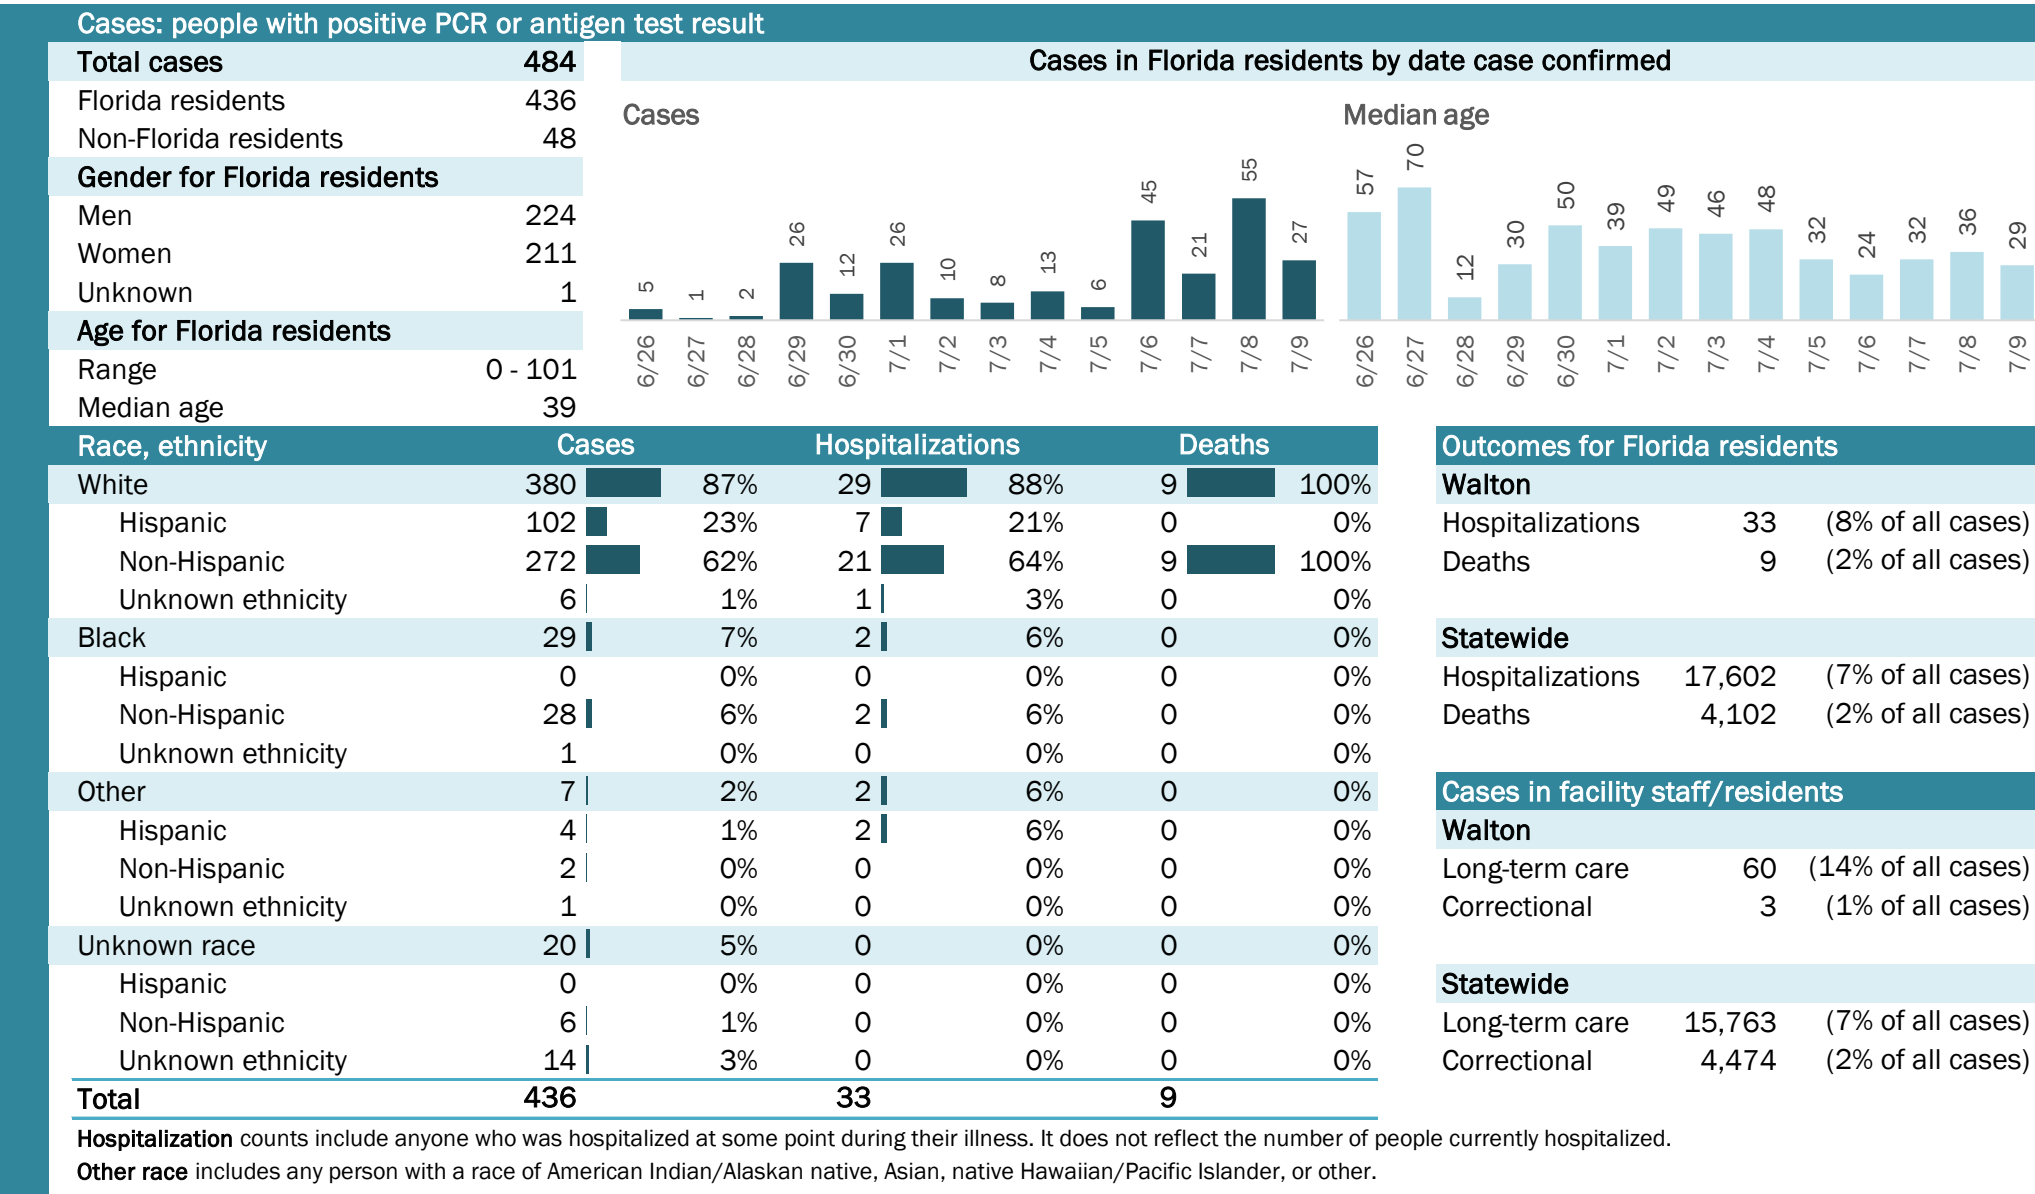 Cases: people with positive PCR or antigen test result
Total cases 484
Florida residents 436
Non-Florida residents 48
Gender for Florida residents
Men 224
Women 211
Unknown 1
Age for Florida residents
Range 0 - 101
Median age 39
Cases in Florida residents by date case confirmed
Cases
5 1 2 26 12 26 10 8 13 6 45 21 55 27
6/26 6/27 6/28 6/29 6/30 7/1 7/2 7/3 7/4 7/5 7/6 7/7 7/8 7/9
Median age
57 70 12 30 50 39 49 46 48 32 24 32 36 29
6/26 6/27 6/28 6/29 6/30 7/1 7/2 7/3 7/4 7/5 7/6 7/7 7/8 7/9
Race, ethnicity Cases Hospitalizations Deaths
White 380 87% 29 88% 9 100%
Hispanic 102 23% 7 21% 0 0%
Non-Hispanic 272 62% 21 64% 9 100%
Unknown ethnicity 6 1% 1 3% 0 0%
Black 29 7% 2 6% 0 0%
Hispanic 0 0% 0 0% 0 0%
Non-Hispanic 28 6% 2 6% 0 0%
Unknown ethnicity 1 0% 0 0% 0 0%
Other 7 2% 2 6% 0 0%
Hispanic 4 1% 2 6% 0 0%
Non-Hispanic 2 0% 0 0% 0 0%
Unknown ethnicity 1 0% 0 0% 0 0%
Unknown race 20 5% 0 0% 0 0%
Hispanic 0 0% 0 0% 0 0%
Non-Hispanic 6 1% 0 0% 0 0%
Unknown ethnicity 14 3% 0 0% 0 0%
Total 436 33 9
Outcomes for Florida residents
Walton
Hospitalizations 33 (8% of all cases)
Deaths 9 (2% of all cases)
Statewide
Hospitalizations 17,602 (7% of all cases)
Deaths 4,102 (2% of all cases)
Cases in facility staff/residents
Walton
Long-term care 60 (14% of all cases)
Correctional 3 (1% of all cases)
Statewide
Long-term care 15,763 (7% of all cases)
Correctional 4,474 (2% of all cases)
Hospitalization counts include anyone who was hospitalized at some point during their illness. It does not reflect the number of people currently hospitalized.
Other race includes any person with a race of American Indian/Alaskan native, Asian, native Hawaiian/Pacific Islander, or other.